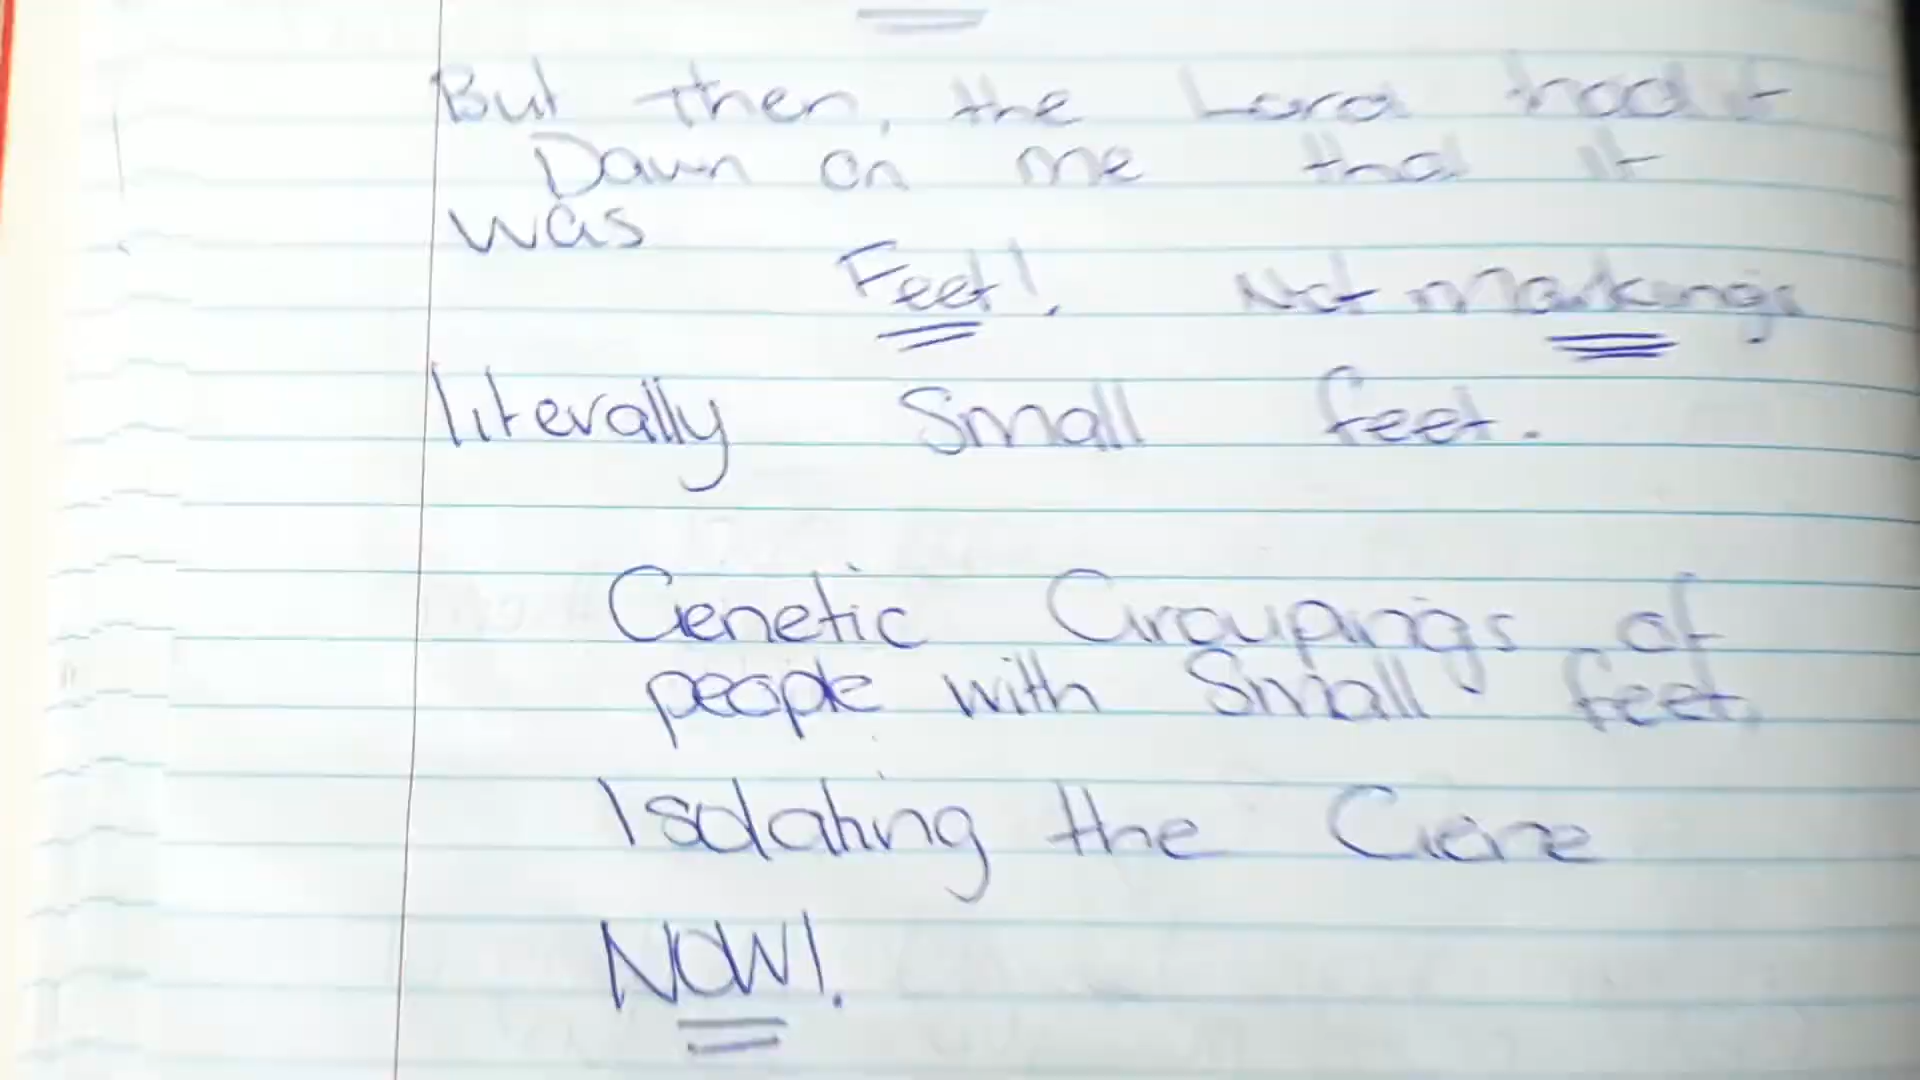 But then, the Lord had it
Dawn on me that it
was
Feet!. Not markings
literally Small feet.
Genetic Groupings of
people with Small feet.
Isolating the Gene
NOW!.